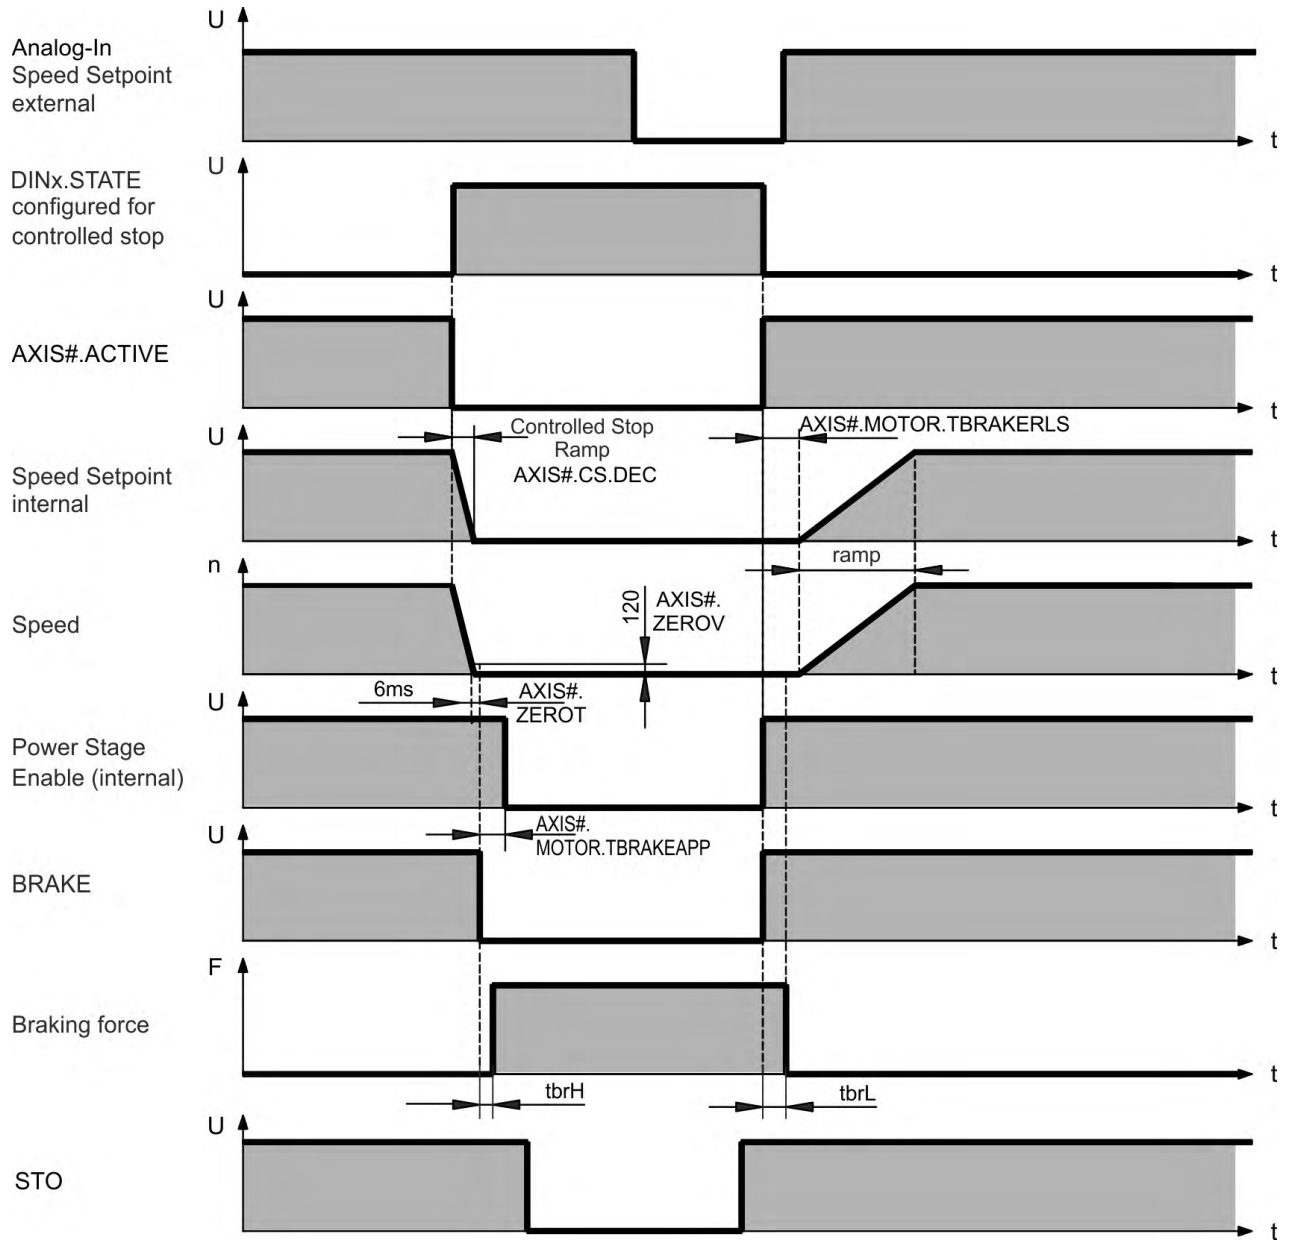 U
Analog-In
Speed Setpoint
external
t
U
DINx.STATE
configured for
controlled stop
t
U
AXIS#.ACTIVE
t
U
Controlled Stop
Ramp
AXIS#.CS.DEC
AXIS#.MOTOR.TBRAKERLS
Speed Setpoint
internal
t
ramp
n
120
AXIS#.
ZEROV
Speed
t
6ms
AXIS#.
ZEROT
U
Power Stage
Enable (internal)
t
AXIS#.
MOTOR.TBRAKEAPP
U
BRAKE
t
F
Braking force
t
tbrH
tbrL
U
STO
t